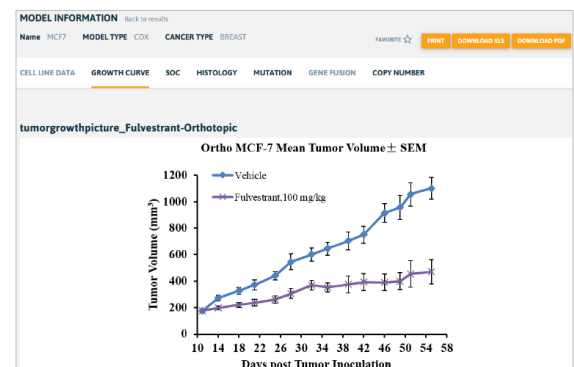 MODEL INFORMATION Back to results
Name MCF7 MODEL TYPE CDX CANCER TYPE BREAST FAVORITE PRINT DOWNLOAD XLS DOWNLOAD PDF
CELL LINE DATA GROWTH CURVE SOC HISTOLOGY MUTATION GENE FUSION COPY NUMBER
tumorgrowthpicture_Fulvestrant-Orthotopic
Ortho MCF-7 Mean Tumor Volume± SEM
Vehicle
Fulvestrant,100 mg/kg
Tumor Volume (mm³)
1200
1000
800
600
400
200
0
10 14 18 22 26 30 34 38 42 46 50 54 58
Days post Tumor Inoculation